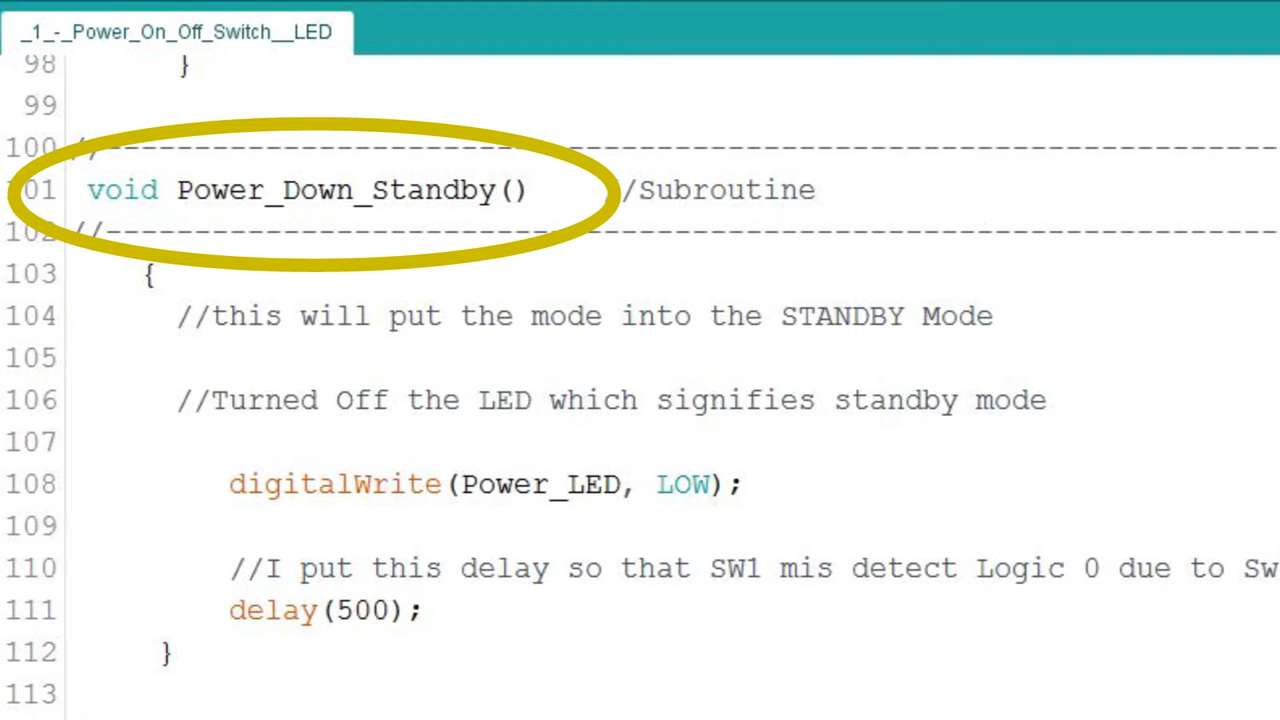 _1_-_Power_On_Off_Switch__LED
98 }
99
100 //------------------------------------------------------------------
101 void Power_Down_Standby() //Subroutine
102 //------------------------------------------------------------------
103 {
104 //this will put the mode into the STANDBY Mode
105
106 //Turned Off the LED which signifies standby mode
107
108 digitalWrite(Power_LED, LOW);
109
110 //I put this delay so that SW1 mis detect Logic 0 due to Sw
111 delay(500);
112 }
113